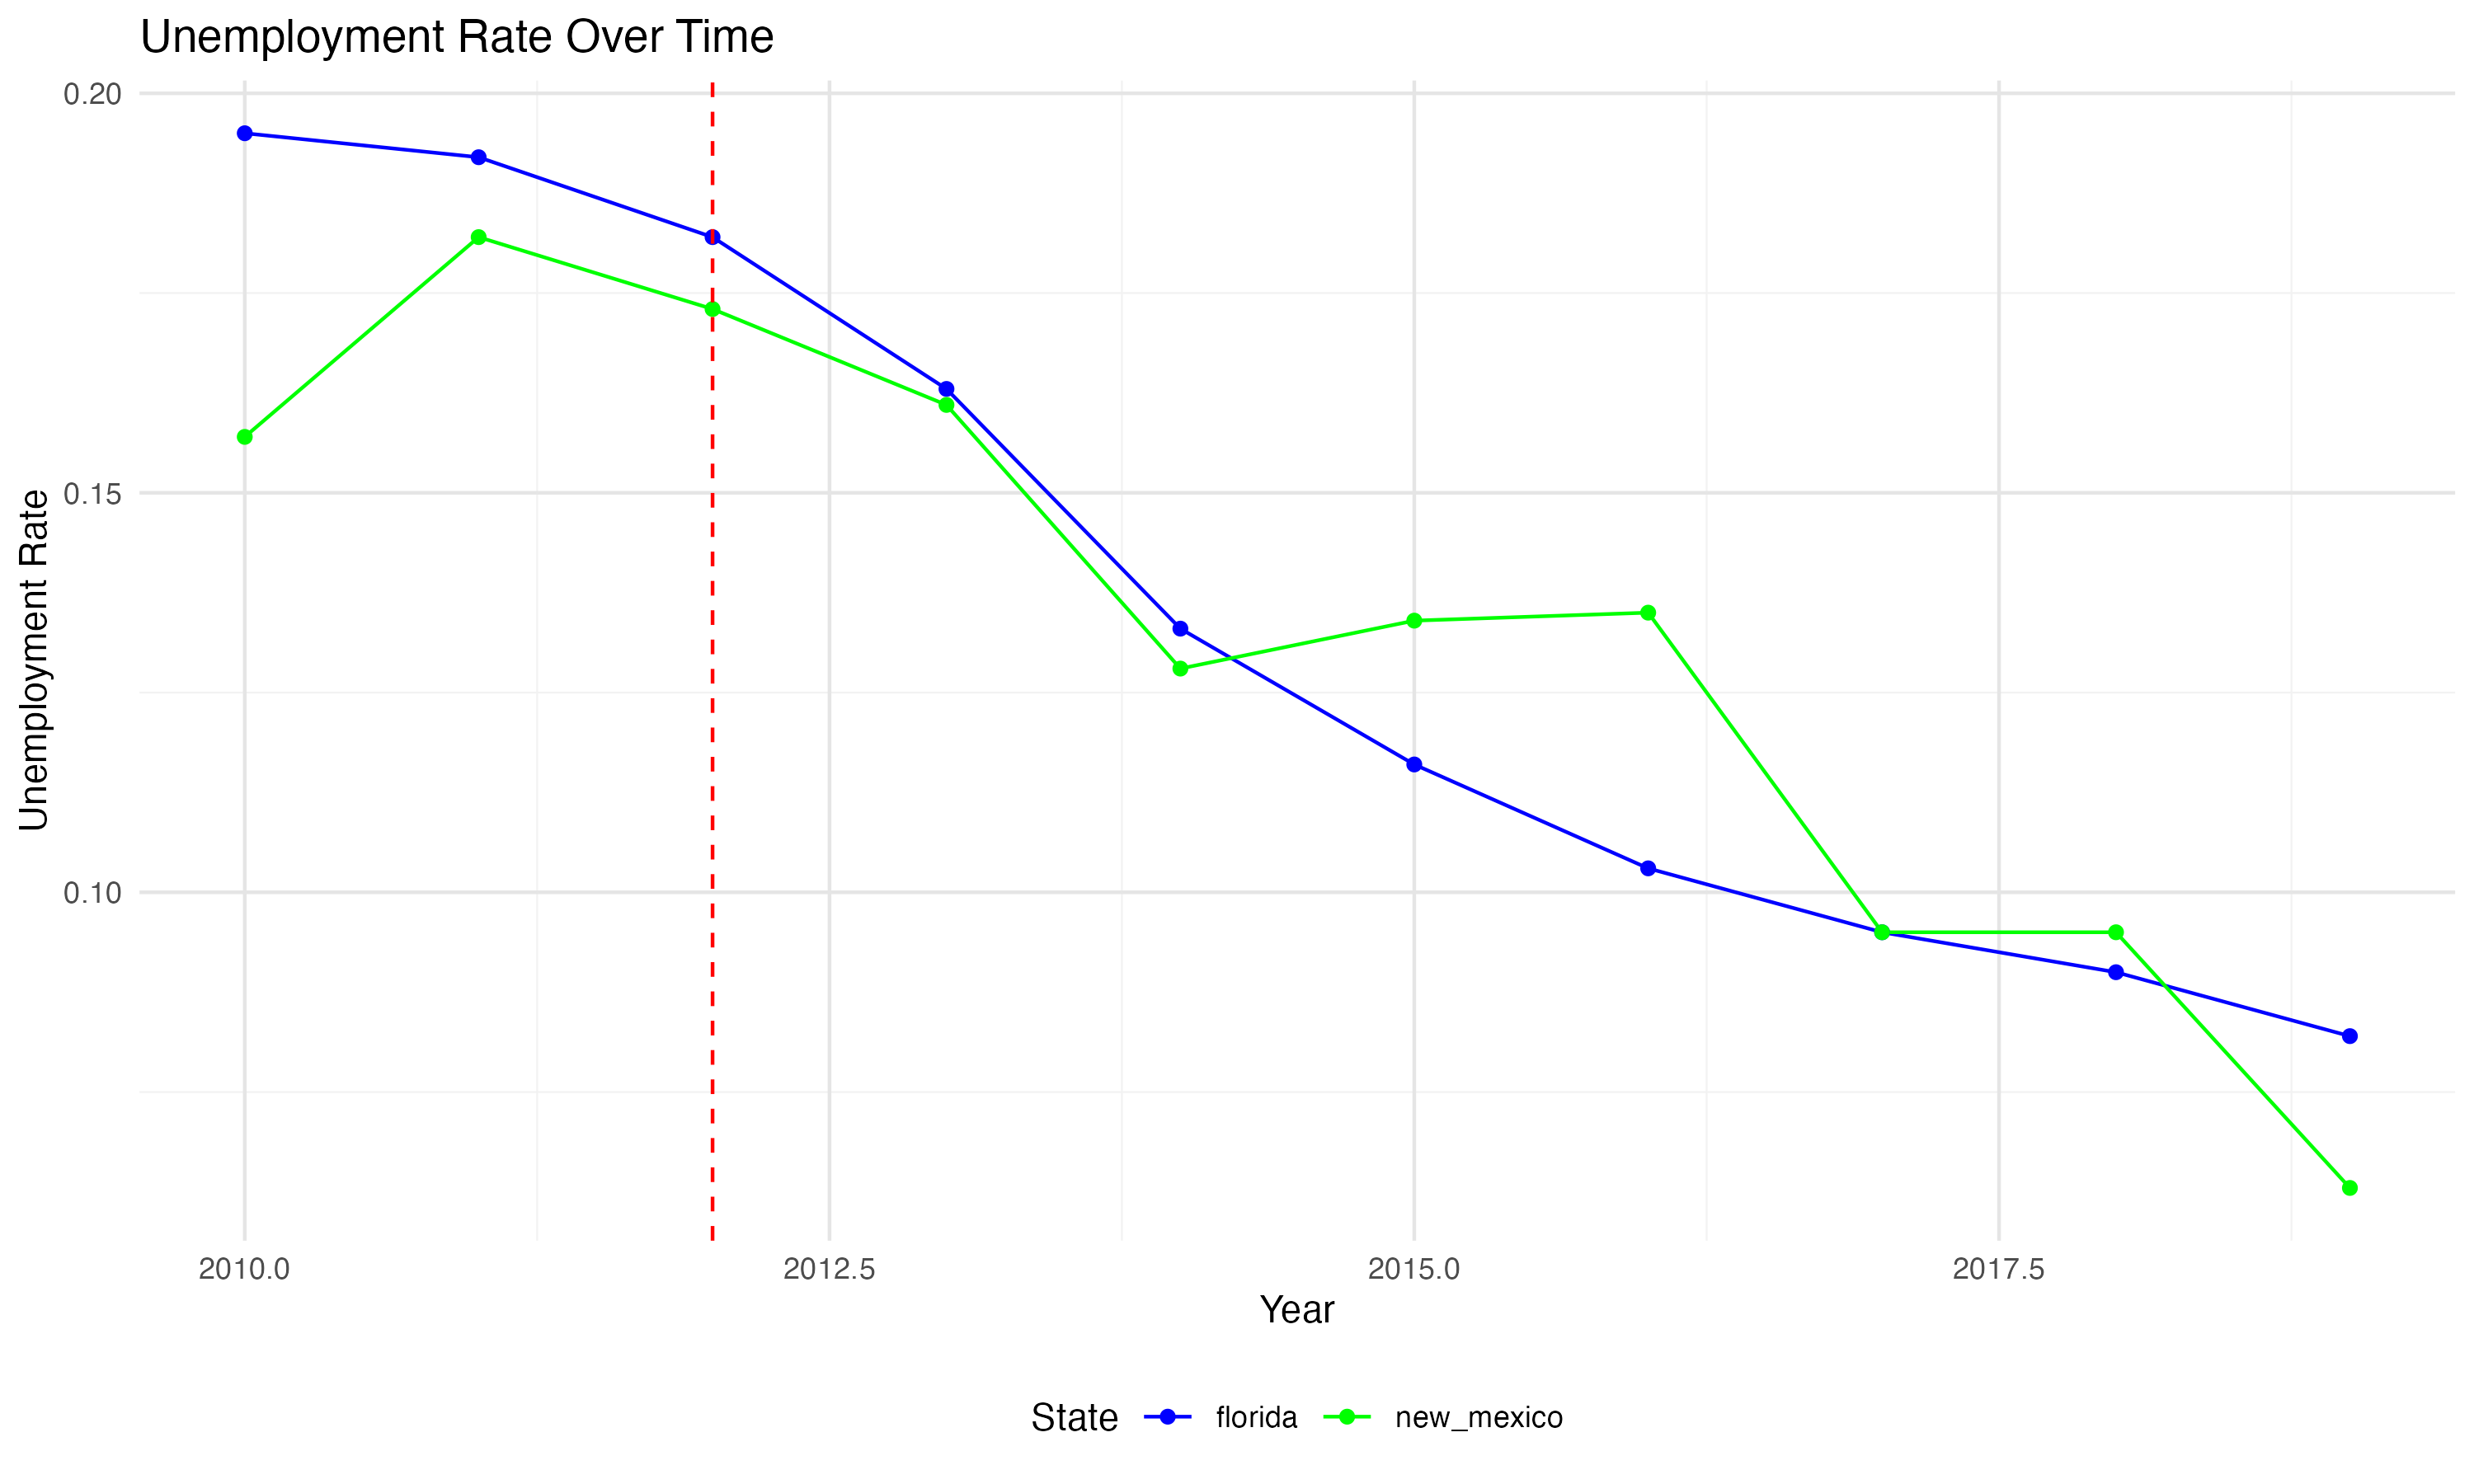 Unemployment Rate Over Time
0.20
0.15
0.10
Unemployment Rate
2010.0 2012.5 2015.0 2017.5
Year
State florida new_mexico